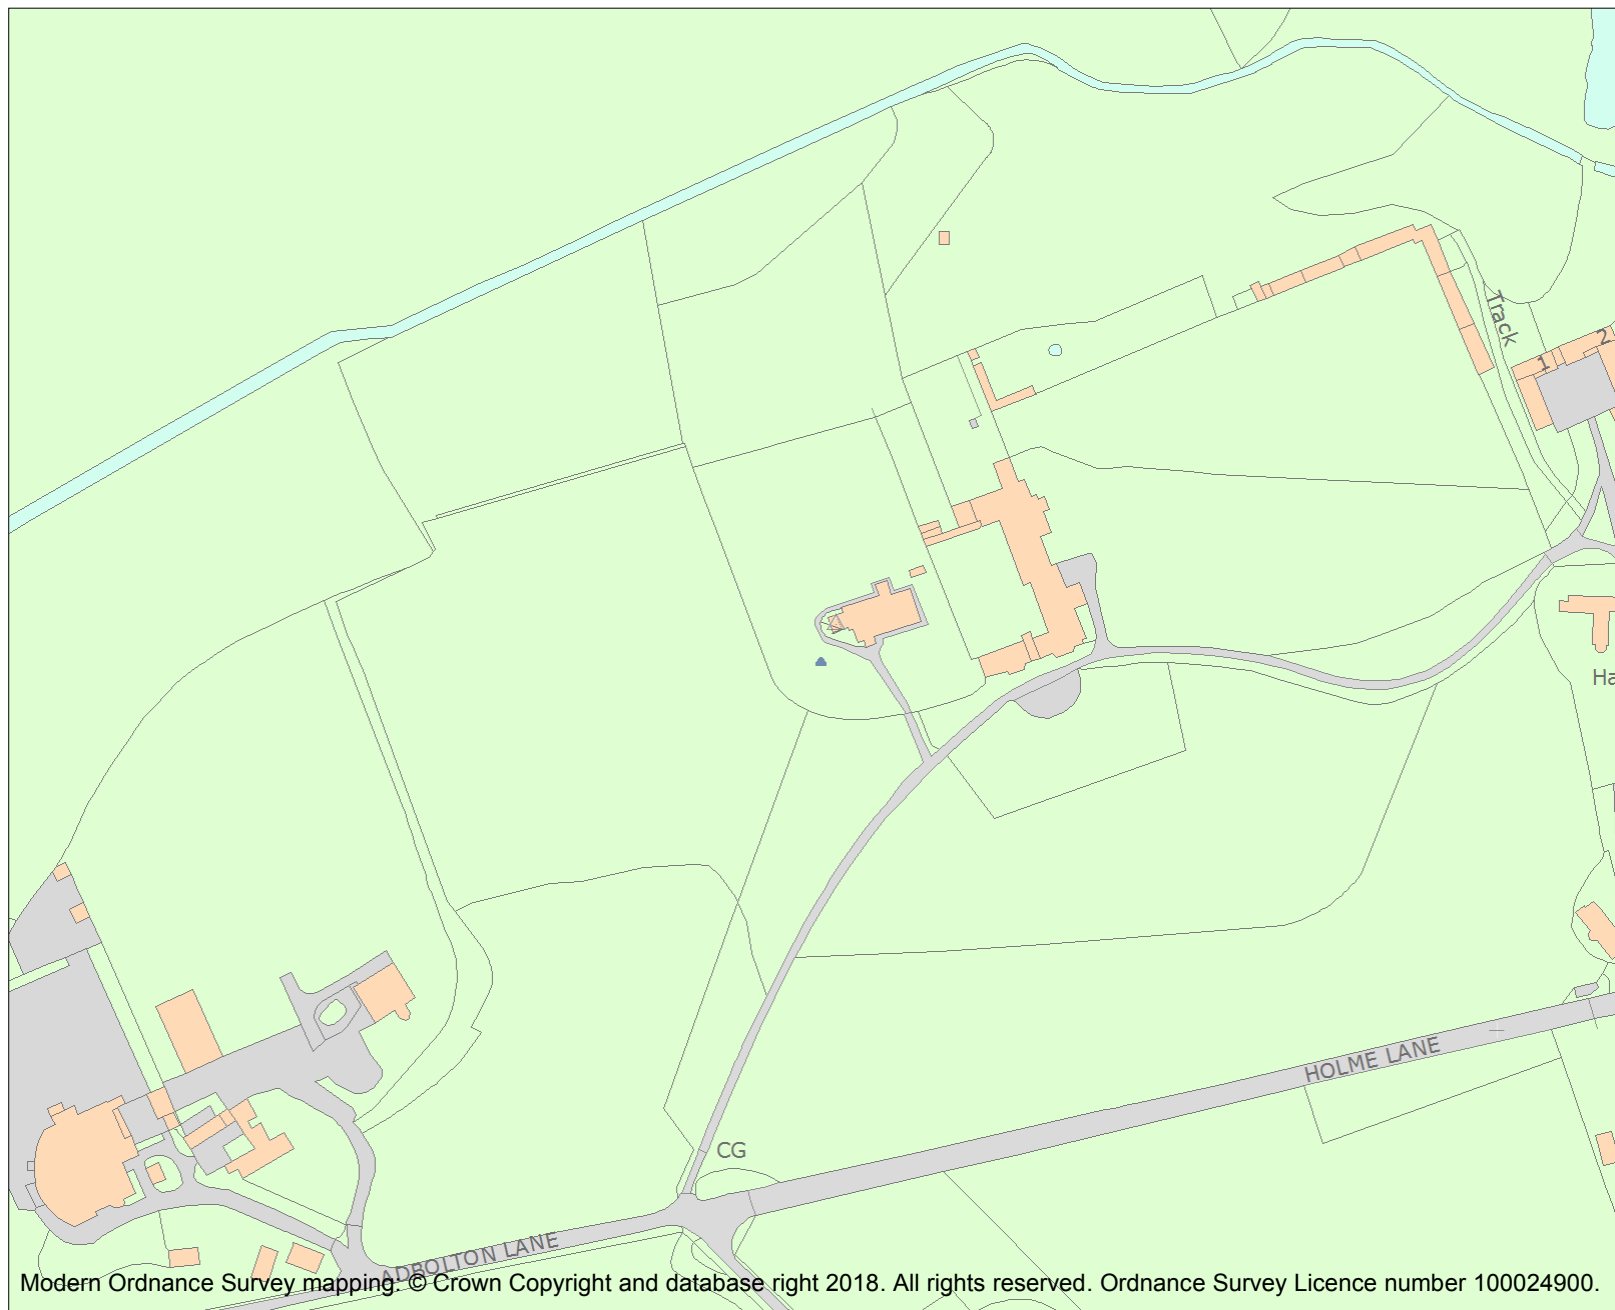 Track
1
2
Ha
HOLME LANE
CG
ADBOLTON LANE
Modern Ordnance Survey mapping: © Crown Copyright and database right 2018. All rights reserved. Ordnance Survey Licence number 100024900.